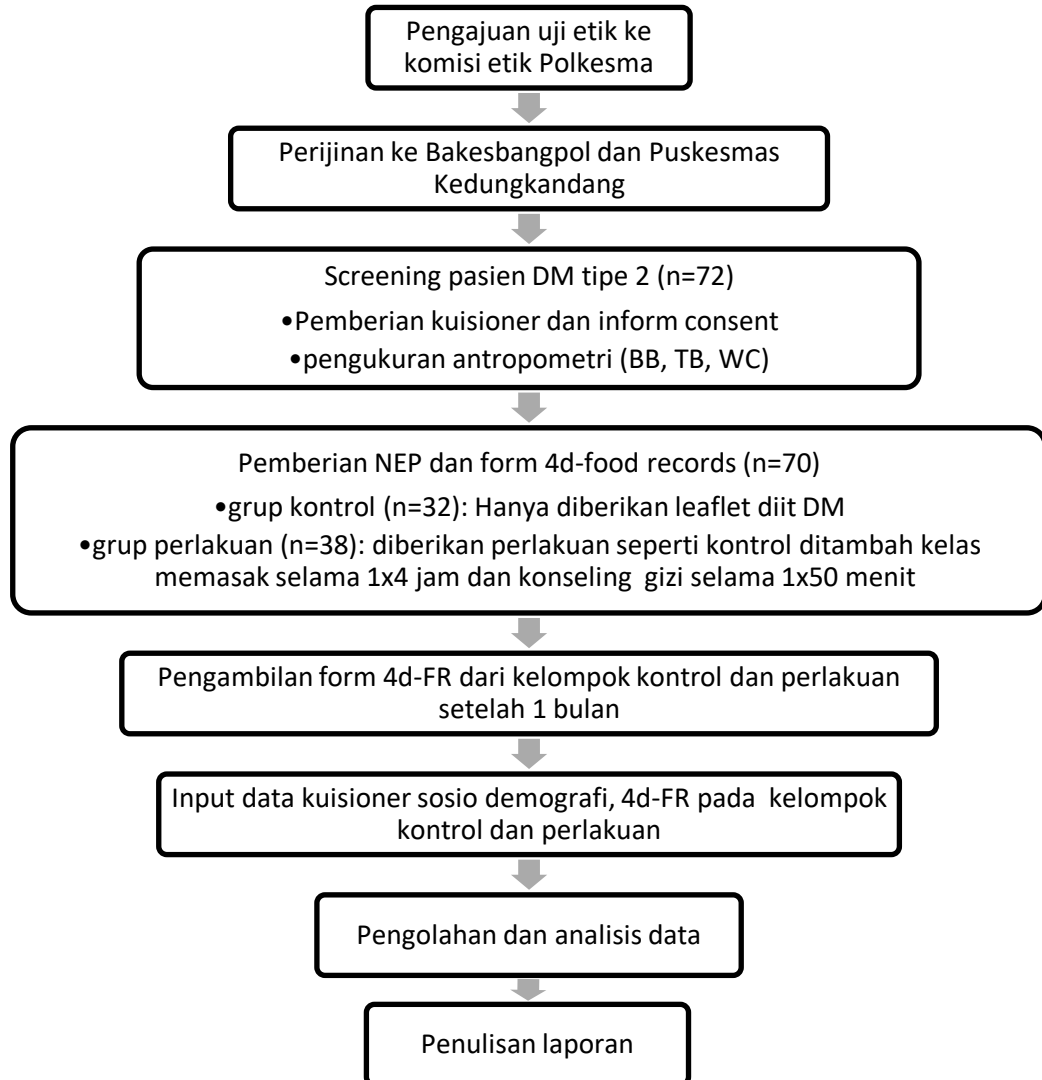 Pengajuan uji etik ke
komisi etik Polkesma
Perijinan ke Bakesbangpol dan Puskesmas
Kedungkandang
Screening pasien DM tipe 2 (n=72)
•Pemberian kuisioner dan inform consent
•pengukuran antropometri (BB, TB, WC)
Pemberian NEP dan form 4d-food records (n=70)
•grup kontrol (n=32): Hanya diberikan leaflet diit DM
•grup perlakuan (n=38): diberikan perlakuan seperti kontrol ditambah kelas
memasak selama 1x4 jam dan konseling gizi selama 1x50 menit
Pengambilan form 4d-FR dari kelompok kontrol dan perlakuan
setelah 1 bulan
Input data kuisioner sosio demografi, 4d-FR pada kelompok
kontrol dan perlakuan
Pengolahan dan analisis data
Penulisan laporan